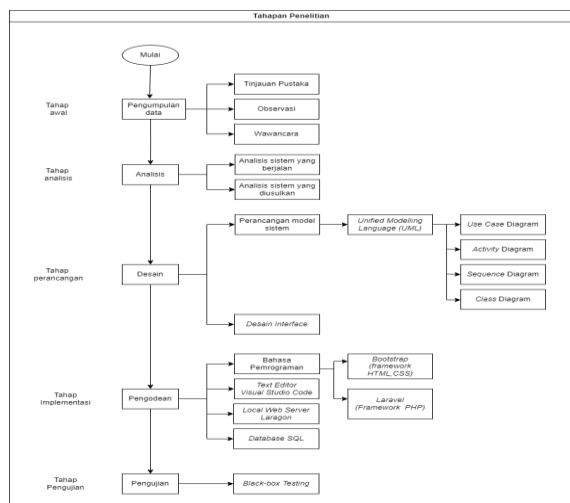 Tahapan Penelitian
Mulai
Tahap
awal
Pengumpulan
data
Tinjauan Pustaka
Observasi
Wawancara
Tahap
analisis
Analisis
Analisis sistem yang
berjalan
Analisis sistem yang
diusulkan
Tahap
perancangan
Desain
Perancangan model
sistem
Unified Modelling
Language (UML)
Use Case Diagram
Activity Diagram
Sequence Diagram
Class Diagram
Desain Interface
Tahap
Implementasi
Pengodean
Bahasa
Pemrograman
Bootstrap
(framework
HTML,CSS)
Laravel
(Framework PHP)
Text Editor
Visual Studio Code
Local Web Server
Laragon
Database SQL
Tahap
Pengujian
Pengujian
Black-box Testing